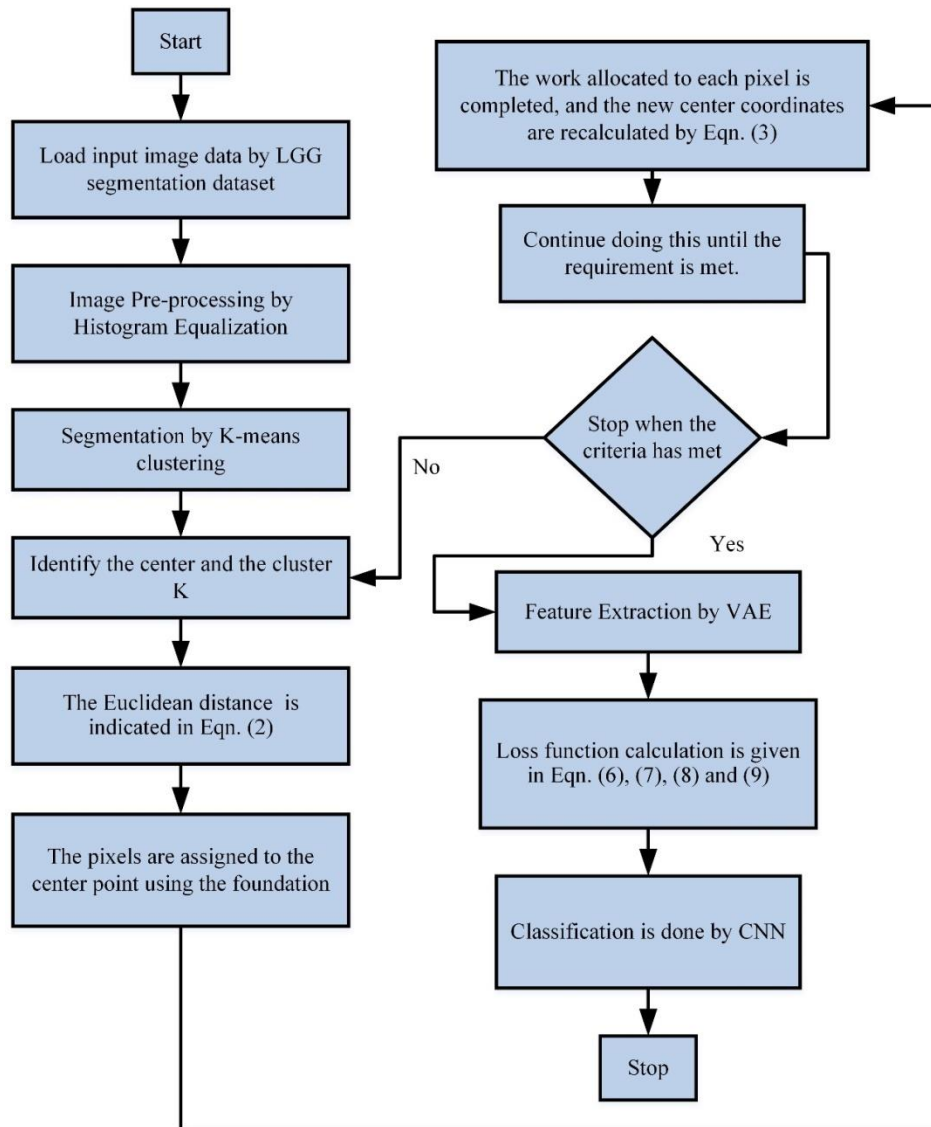 Start
Load input image data by LGG
segmentation dataset
Image Pre-processing by
Histogram Equalization
Segmentation by K-means
clustering
Identify the center and the cluster
K
The Euclidean distance is
indicated in Eqn. (2)
The pixels are assigned to the
center point using the foundation
The work allocated to each pixel is
completed, and the new center coordinates
are recalculated by Eqn. (3)
Continue doing this until the
requirement is met.
Stop when the
criteria has met
No
Yes
Feature Extraction by VAE
Loss function calculation is given
in Eqn. (6), (7), (8) and (9)
Classification is done by CNN
Stop